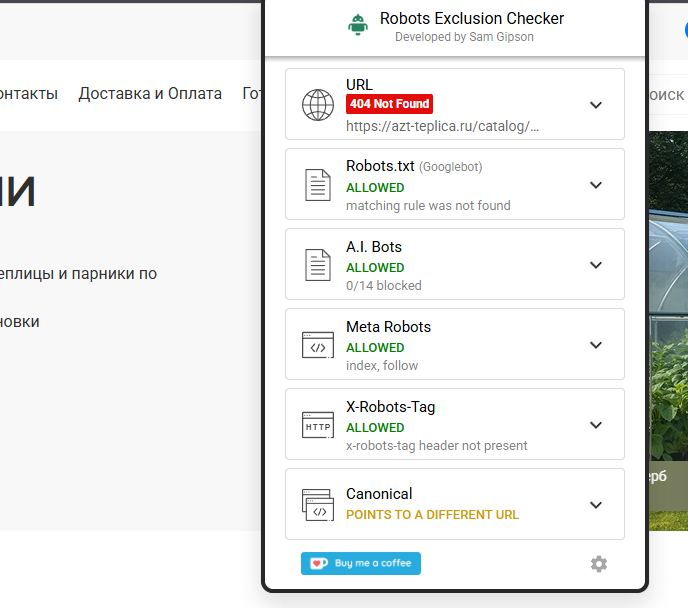 Robots Exclusion Checker
Developed by Sam Gipson
URL
404 Not Found
https://azt-teplica.ru/catalog/...
Robots.txt (Googlebot)
ALLOWED
matching rule was not found
A.I. Bots
ALLOWED
0/14 blocked
Meta Robots
ALLOWED
index, follow
HTTP
X-Robots-Tag
ALLOWED
x-robots-tag header not present
Canonical
POINTS TO A DIFFERENT URL
Buy me a coffee
онтакты Доставка и Оплата Гот
оиск
ии
еплицы и парники по
новки
ерб